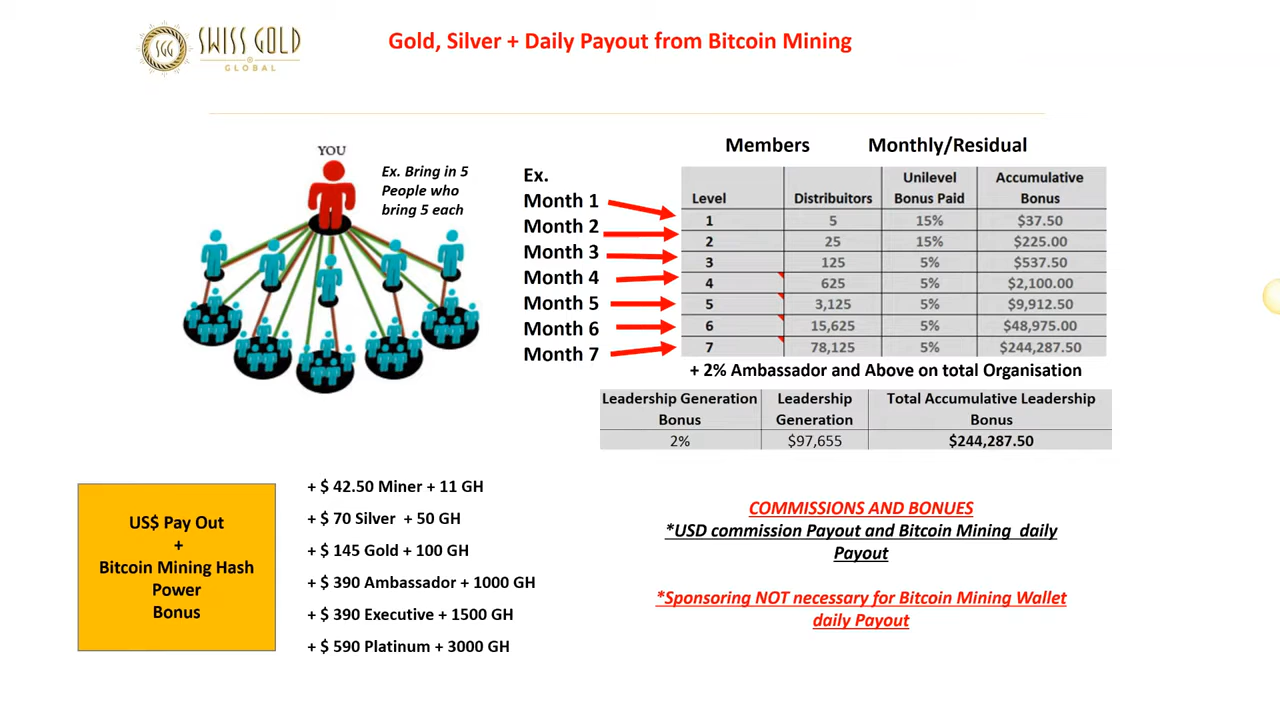 SGG
SWISS GOLD
GLOBAL
Gold, Silver + Daily Payout from Bitcoin Mining
YOU
Ex. Bring in 5
People who
bring 5 each
Ex.
Month 1
Month 2
Month 3
Month 4
Month 5
Month 6
Month 7
Members Monthly/Residual
Level Distribuitors Unilevel Bonus Paid Accumulative Bonus
1 5 15% $37.50
2 25 15% $225.00
3 125 5% $537.50
4 625 5% $2,100.00
5 3,125 5% $9,912.50
6 15,625 5% $48,975.00
7 78,125 5% $244,287.50
+ 2% Ambassador and Above on total Organisation
Leadership Generation Bonus Leadership Generation Total Accumulative Leadership Bonus
2% $97,655 $244,287.50
US$ Pay Out
+
Bitcoin Mining Hash
Power
Bonus
+ $ 42.50 Miner + 11 GH
+ $ 70 Silver + 50 GH
+ $ 145 Gold + 100 GH
+ $ 390 Ambassador + 1000 GH
+ $ 390 Executive + 1500 GH
+ $ 590 Platinum + 3000 GH
COMMISSIONS AND BONUES
*USD commission Payout and Bitcoin Mining daily
Payout
*Sponsoring NOT necessary for Bitcoin Mining Wallet
daily Payout